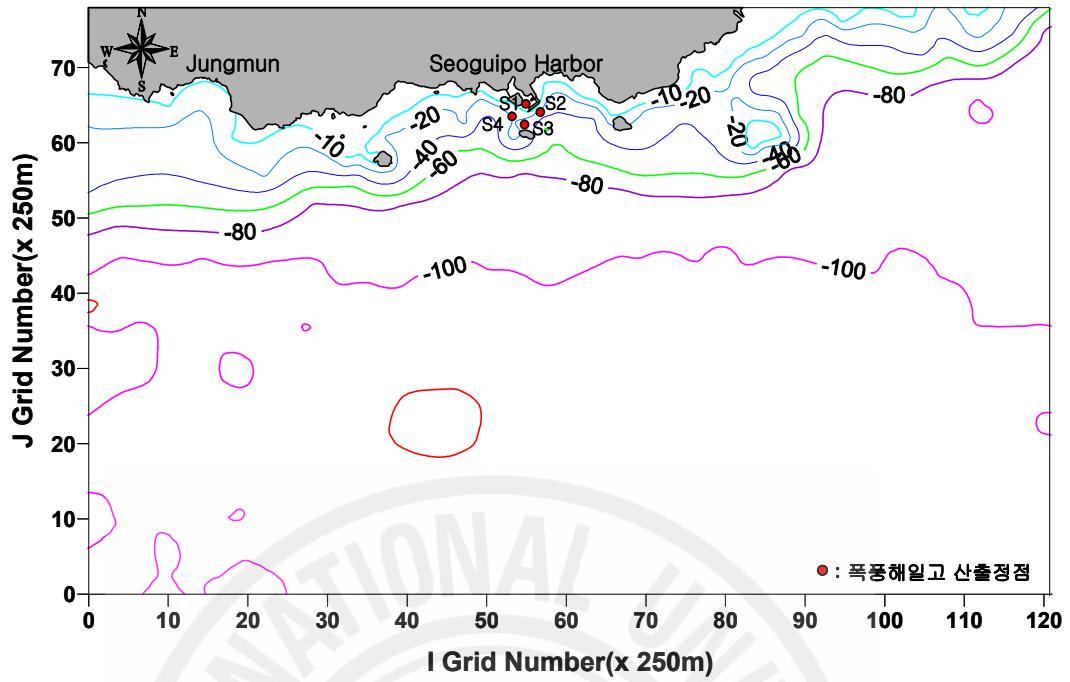 N
W E
S
Jungmun
Seoguipo Harbor
S1
S2
S4
S3
-10
-20
-20
-10
-40
-60
-80
-20
-40
-60
-80
-80
-100
-100
J Grid Number(x 250m)
70
60
50
40
30
20
10
0
: 폭풍해일고 산출정점
0 10 20 30 40 50 60 70 80 90 100 110 120
I Grid Number(x 250m)
NATIONAL UNI